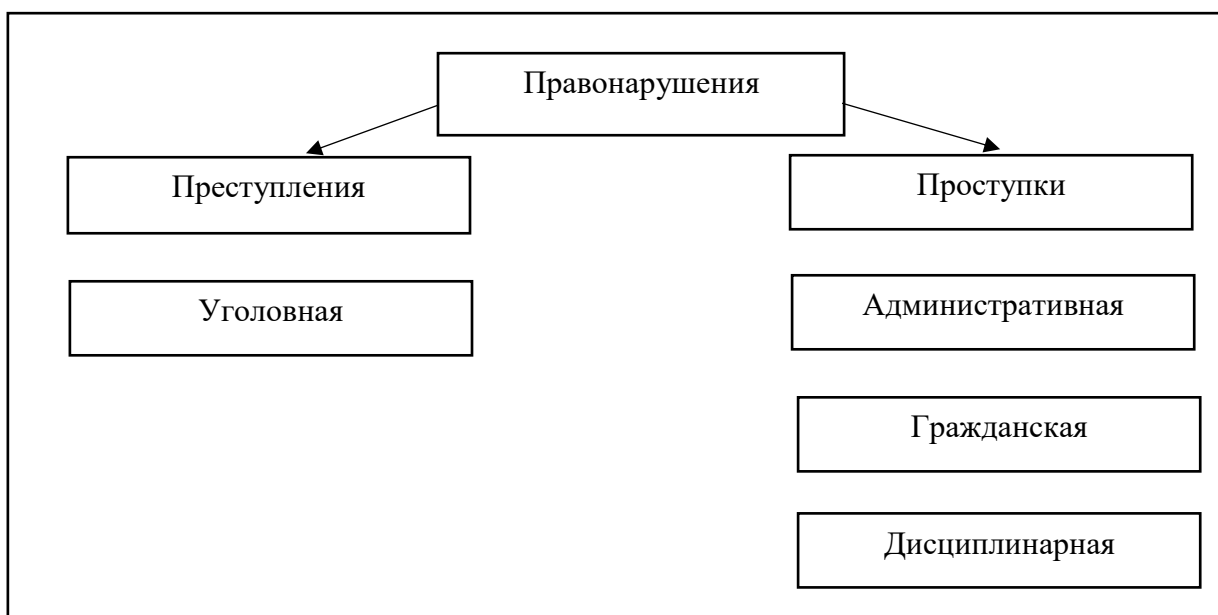 Правонарушения
Преступления
Проступки
Уголовная
Административная
Гражданская
Дисциплинарная